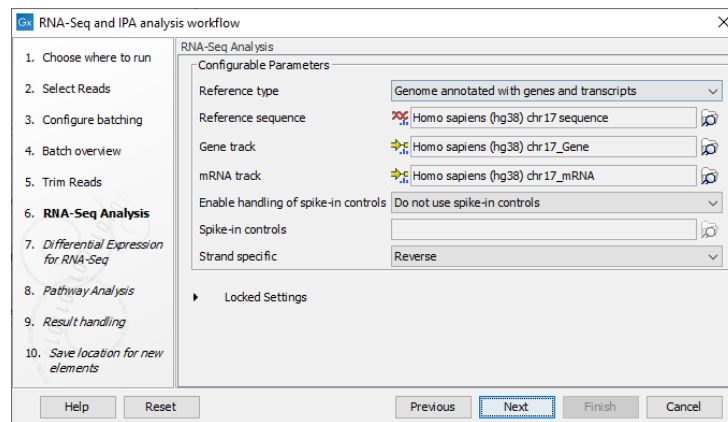 Gx RNA-Seq and IPA analysis workflow
1. Choose where to run
2. Select Reads
3. Configure batching
4. Batch overview
5. Trim Reads
6. RNA-Seq Analysis
7. Differential Expression
for RNA-Seq
8. Pathway Analysis
9. Result handling
10. Save location for new
elements
RNA-Seq Analysis
Configurable Parameters
Reference type Genome annotated with genes and transcripts
Reference sequence Homo sapiens (hg38) chr17 sequence
Gene track Homo sapiens (hg38) chr17_Gene
mRNA track Homo sapiens (hg38) chr17_mRNA
Enable handling of spike-in controls Do not use spike-in controls
Spike-in controls
Strand specific Reverse
Locked Settings
Help Reset Previous Next Finish Cancel